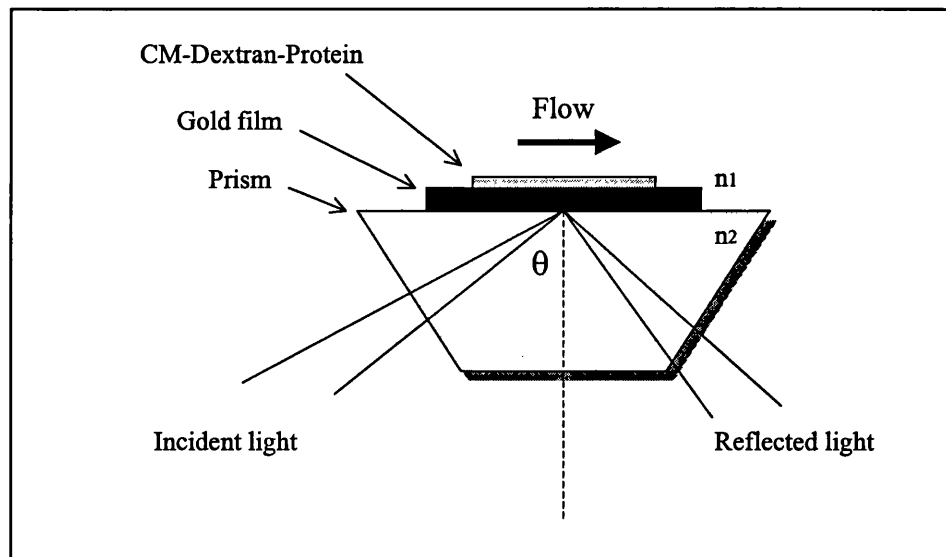 CM-Dextran-Protein
Flow
Gold film
Prism
n1
n2
θ
Incident light
Reflected light